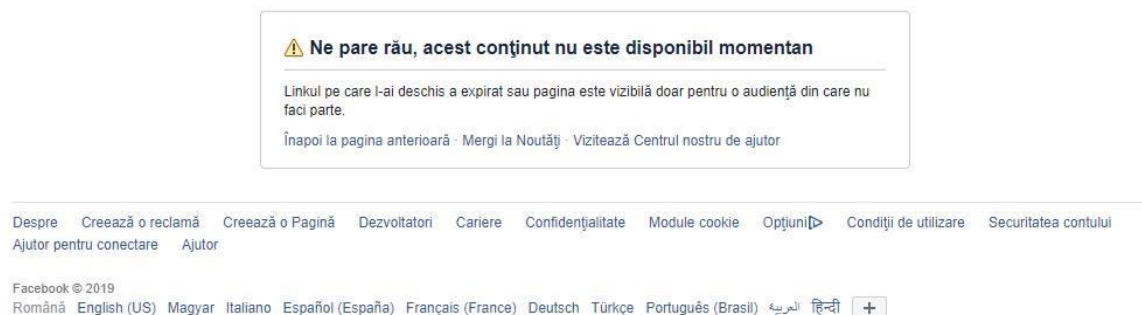 Ne pare rău, acest conţinut nu este disponibil momentan
Linkul pe care l-ai deschis a expirat sau pagina este vizibilă doar pentru o audienţă din care nu
faci parte.
Înapoi la pagina anterioară · Mergi la Noutăţi · Vizitează Centrul nostru de ajutor
Despre Creează o reclamă Creează o Pagină Dezvoltatori Cariere Confidenţialitate Module cookie Opţiuni Condiţii de utilizare Securitatea contului
Ajutor pentru conectare Ajutor
Facebook © 2019
Română English (US) Magyar Italiano Español (España) Français (France) Deutsch Türkçe Português (Brasil) العربية हिन्दी +